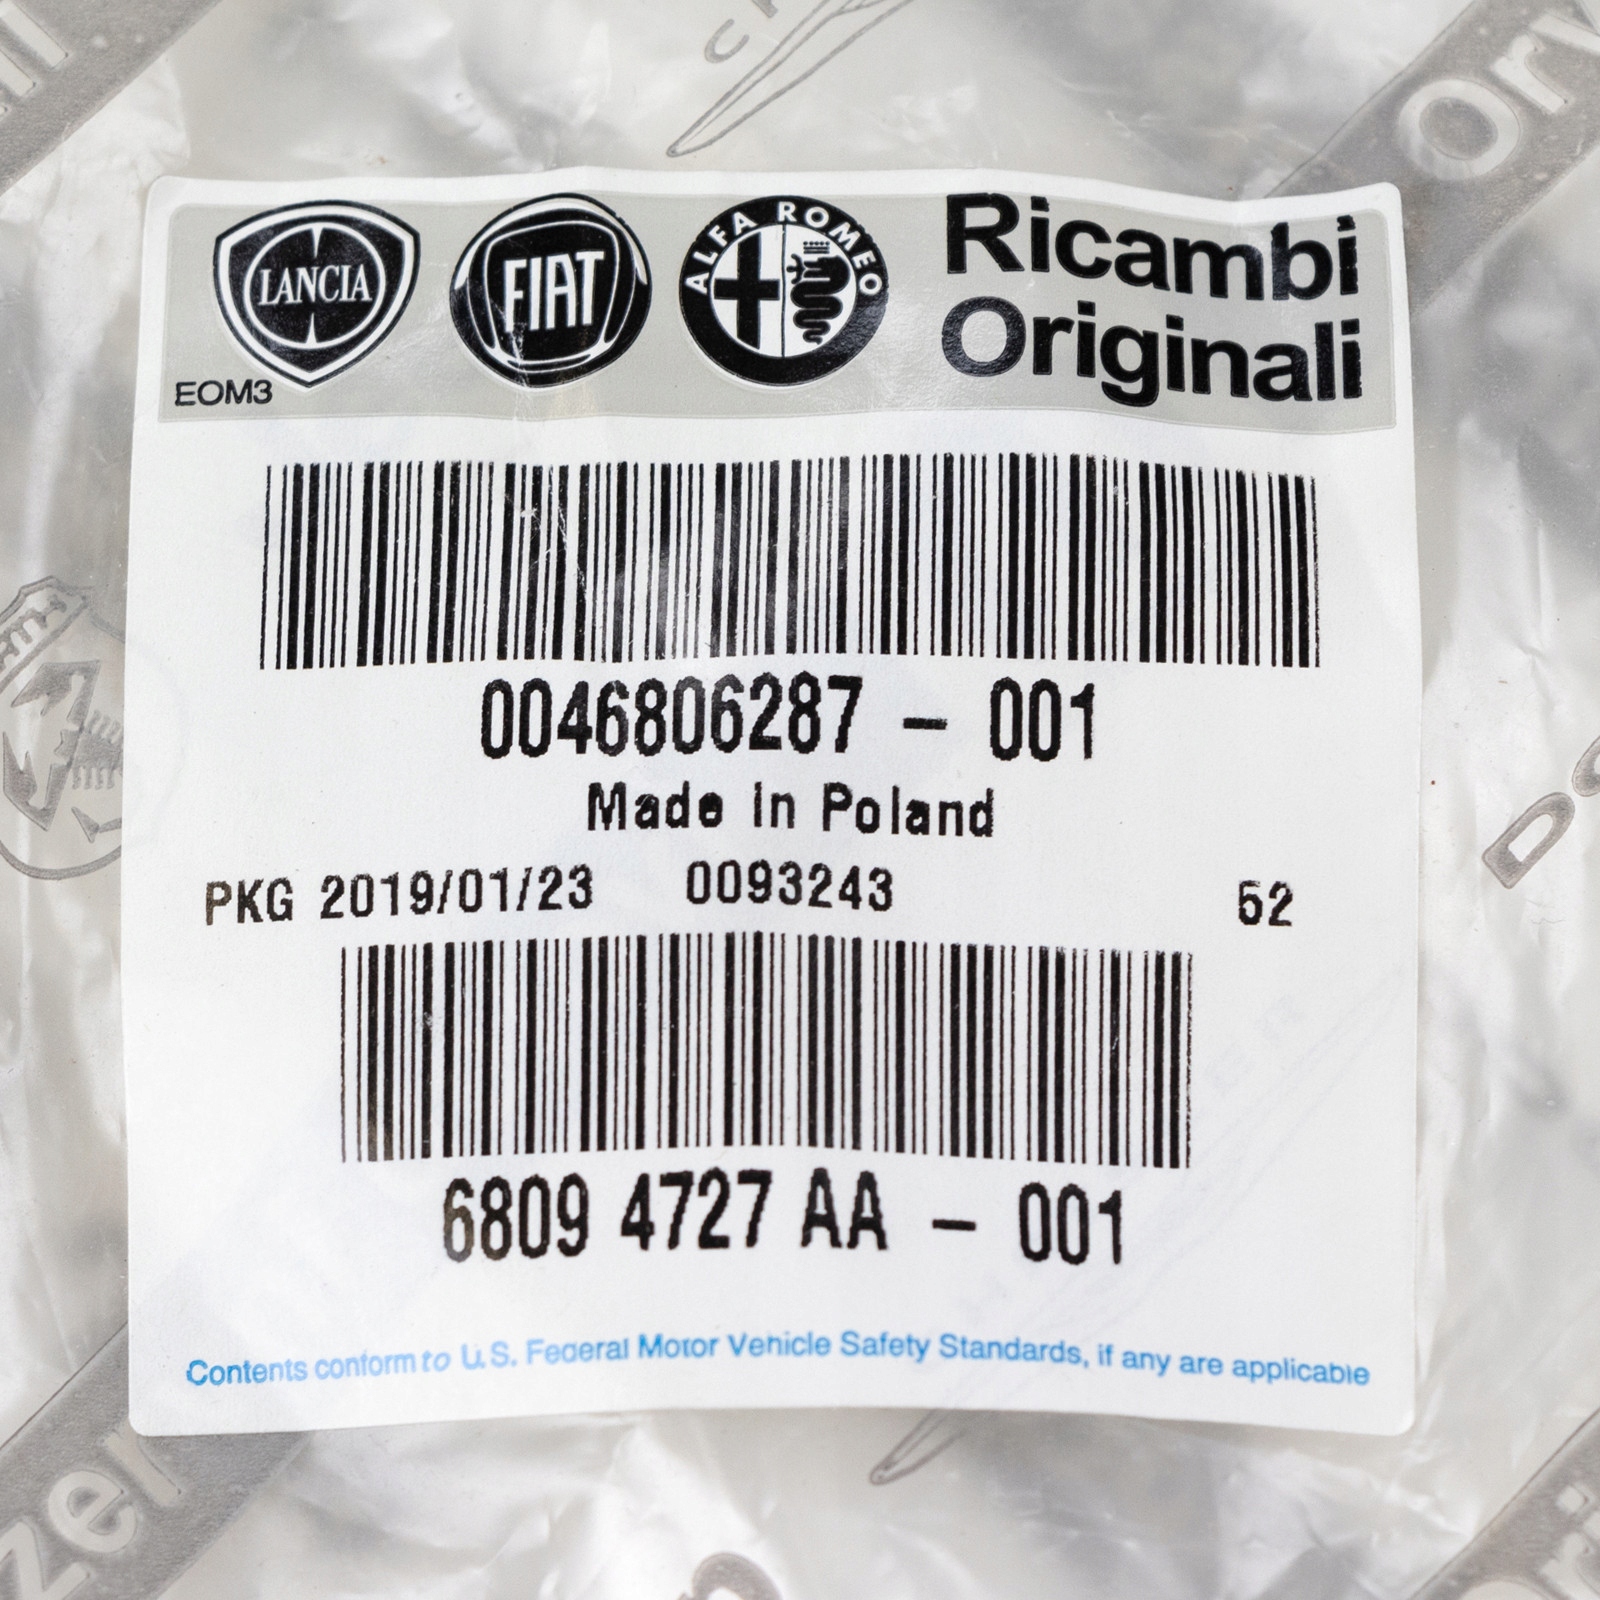 LANCIA
FIAT
ALFA ROMEO
Ricambi
Originali
EOM3
0046806287 - 001
Made In Poland
PKG 2019/01/23 0093243 52
6809 4727 AA - 001
Contents conform to U.S. Federal Motor Vehicle Safety Standards, if any are applicable